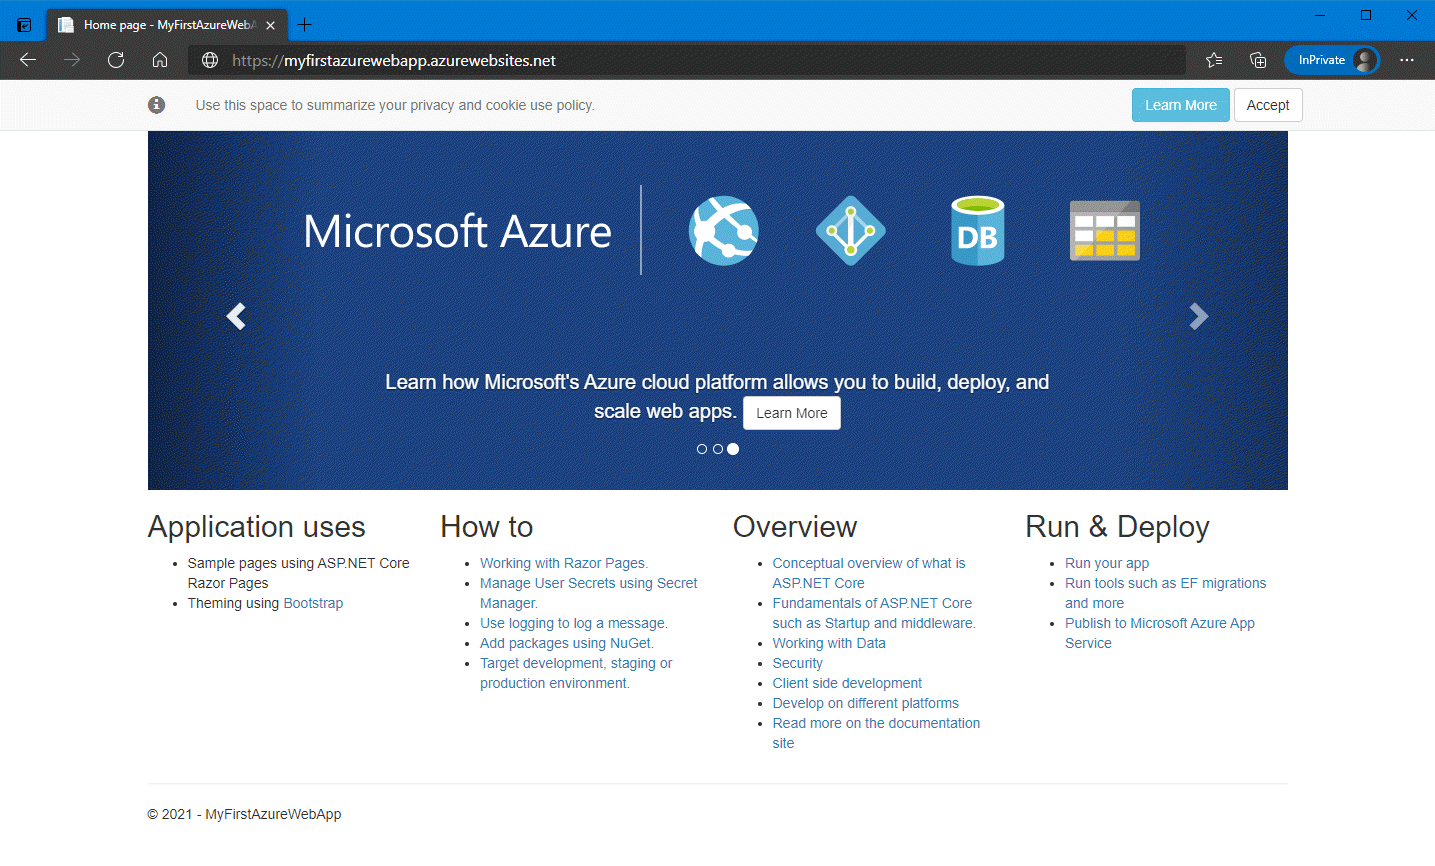 Home page - MyFirstAzureWebA
https://myfirstazurewebapp.azurewebsites.net
InPrivate
Use this space to summarize your privacy and cookie use policy.
Learn More
Accept
Microsoft Azure
DB
Learn how Microsoft's Azure cloud platform allows you to build, deploy, and
scale web apps. Learn More
Application uses
Sample pages using ASP.NET Core
Razor Pages
Theming using Bootstrap
How to
Working with Razor Pages.
Manage User Secrets using Secret
Manager.
Use logging to log a message.
Add packages using NuGet.
Target development, staging or
production environment.
Overview
Conceptual overview of what is
ASP.NET Core
Fundamentals of ASP.NET Core
such as Startup and middleware.
Working with Data
Security
Client side development
Develop on different platforms
Read more on the documentation
site
Run & Deploy
Run your app
Run tools such as EF migrations
and more
Publish to Microsoft Azure App
Service
© 2021 - MyFirstAzureWebApp